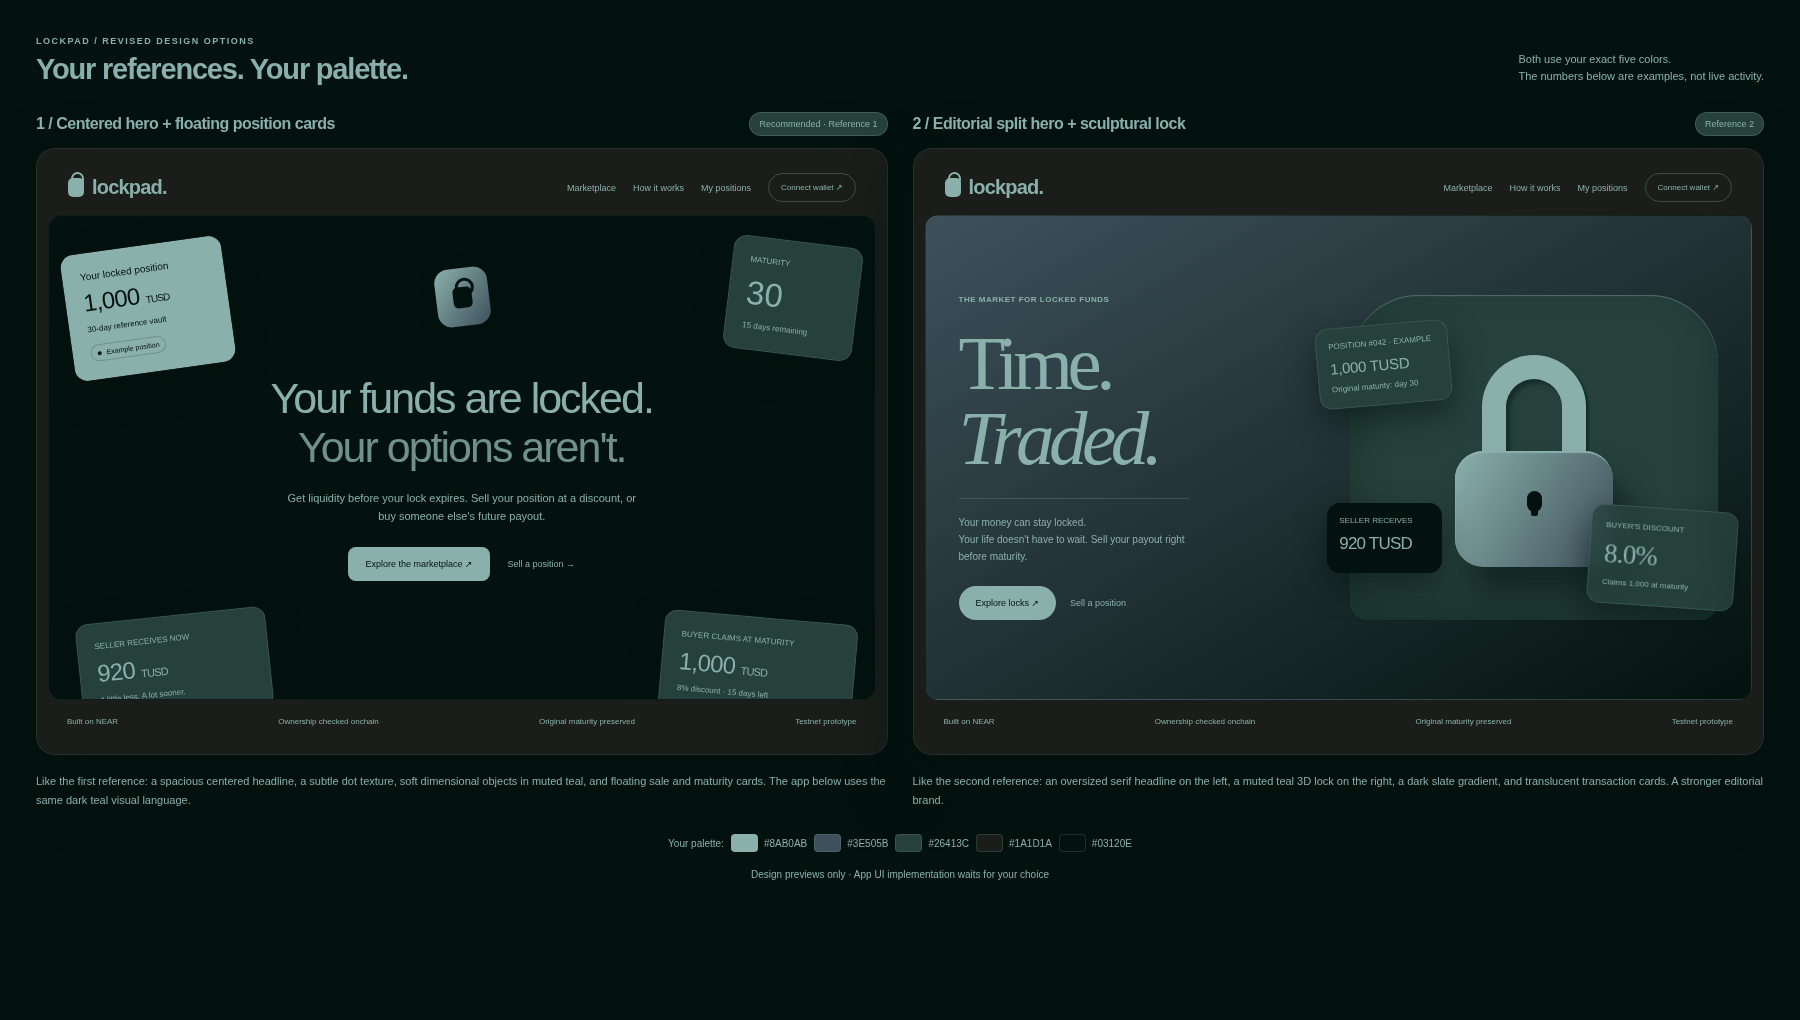 LOCKPAD / REVISED DESIGN OPTIONS
Your references. Your palette.
Both use your exact five colors.
The numbers below are examples, not live activity.
1 / Centered hero + floating position cards
Recommended · Reference 1
lockpad.
Marketplace
How it works
My positions
Connect wallet ↗
Your locked position
1,000 TUSD
30-day reference vault
Example position
MATURITY
30
15 days remaining
Your funds are locked.
Your options aren't.
Get liquidity before your lock expires. Sell your position at a discount, or
buy someone else's future payout.
Explore the marketplace ↗
Sell a position →
SELLER RECEIVES NOW
920 TUSD
A little less. A lot sooner.
BUYER CLAIMS AT MATURITY
1,000 TUSD
8% discount · 15 days left
Built on NEAR
Ownership checked onchain
Original maturity preserved
Testnet prototype
Like the first reference: a spacious centered headline, a subtle dot texture, soft dimensional objects in muted teal, and floating sale and maturity cards. The app below uses the
same dark teal visual language.
2 / Editorial split hero + sculptural lock
Reference 2
lockpad.
Marketplace
How it works
My positions
Connect wallet ↗
THE MARKET FOR LOCKED FUNDS
Time.
Traded.
Your money can stay locked.
Your life doesn't have to wait. Sell your payout right
before maturity.
Explore locks ↗
Sell a position
POSITION #042 · EXAMPLE
1,000 TUSD
Original maturity: day 30
SELLER RECEIVES
920 TUSD
BUYER'S DISCOUNT
8.0%
Claims 1,000 at maturity
Built on NEAR
Ownership checked onchain
Original maturity preserved
Testnet prototype
Like the second reference: an oversized serif headline on the left, a muted teal 3D lock on the right, a dark slate gradient, and translucent transaction cards. A stronger editorial
brand.
Your palette:
#8AB0AB
#3E505B
#26413C
#1A1D1A
#03120E
Design previews only · App UI implementation waits for your choice